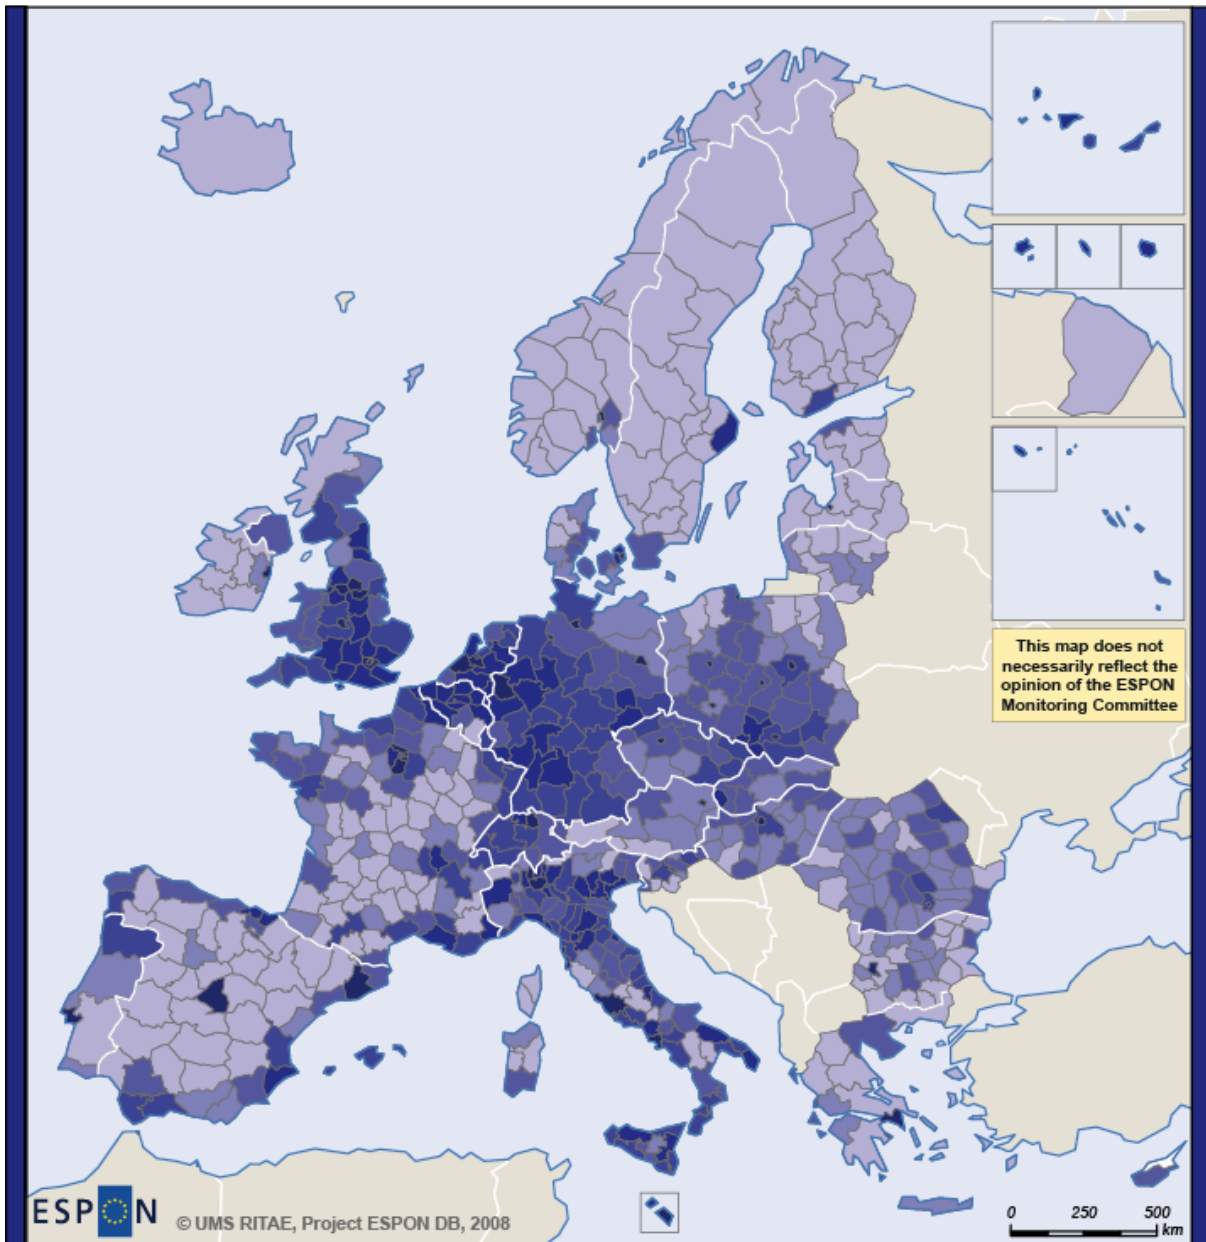 This map does not
necessarily reflect the
opinion of the ESPON
Monitoring Committee
ESPON
© UMS RITAE, Project ESPON DB, 2008
0 250 500
km